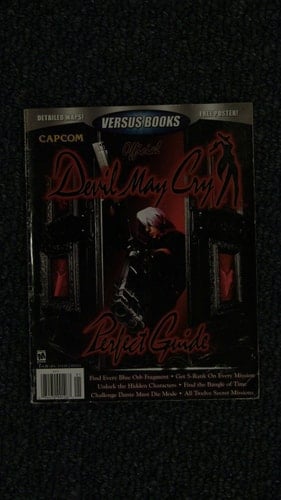 DETAILED MAPS!
VERSUS BOOKS
FREE POSTER!
CAPCOM
Official
Devil May Cry
Perfect Guide
Find Every Blue Orb Fragment • Get S-Rank On Every Mission
Unlock the Hidden Characters • Find the Bangle of Time
Challenge Dante Must Die Mode • All Twelve Secret Missions